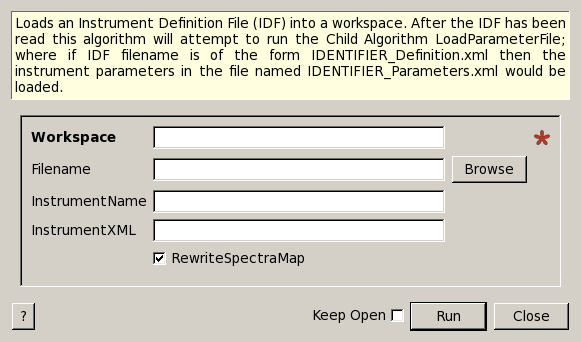 Loads an Instrument Definition File (IDF) into a workspace. After the IDF has been
read this algorithm will attempt to run the Child Algorithm LoadParameterFile;
where if IDF filename is of the form IDENTIFIER_Definition.xml then the
instrument parameters in the file named IDENTIFIER_Parameters.xml would be
loaded.
Workspace
Filename
Browse
InstrumentName
InstrumentXML
RewriteSpectraMap
?
Keep Open
Run
Close